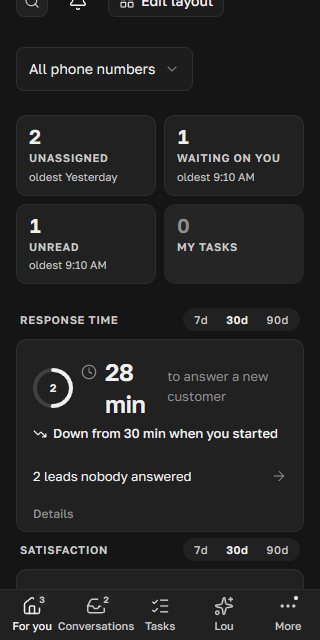 Edit layout
All phone numbers
2
UNASSIGNED
oldest Yesterday
1
WAITING ON YOU
oldest 9:10 AM
1
UNREAD
oldest 9:10 AM
0
MY TASKS
RESPONSE TIME
7d 30d 90d
2
28
min
to answer a new
customer
Down from 30 min when you started
2 leads nobody answered
Details
SATISFACTION
7d 30d 90d
3
For you
2
Conversations
Tasks
Lou
More